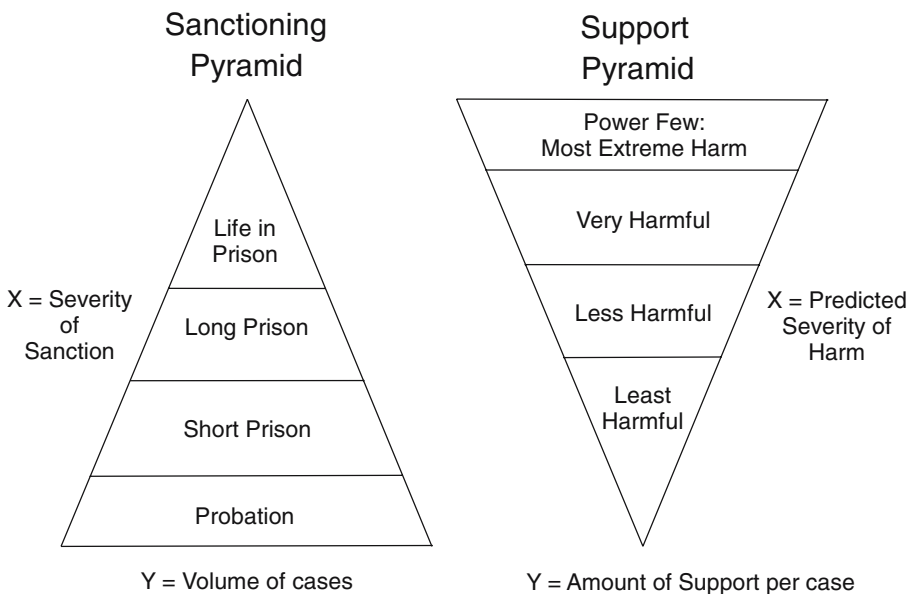 Sanctioning
Pyramid
Life in
Prison
Long Prison
Short Prison
Probation
X = Severity
of
Sanction
Y = Volume of cases
Support
Pyramid
Power Few:
Most Extreme Harm
Very Harmful
Less Harmful
Least
Harmful
X = Predicted
Severity of
Harm
Y = Amount of Support per case